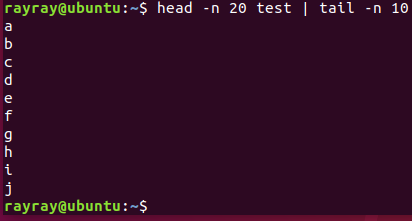 rayray@ubuntu:~$ head -n 20 test | tail -n 10
a
b
c
d
e
f
g
h
i
j
rayray@ubuntu:~$